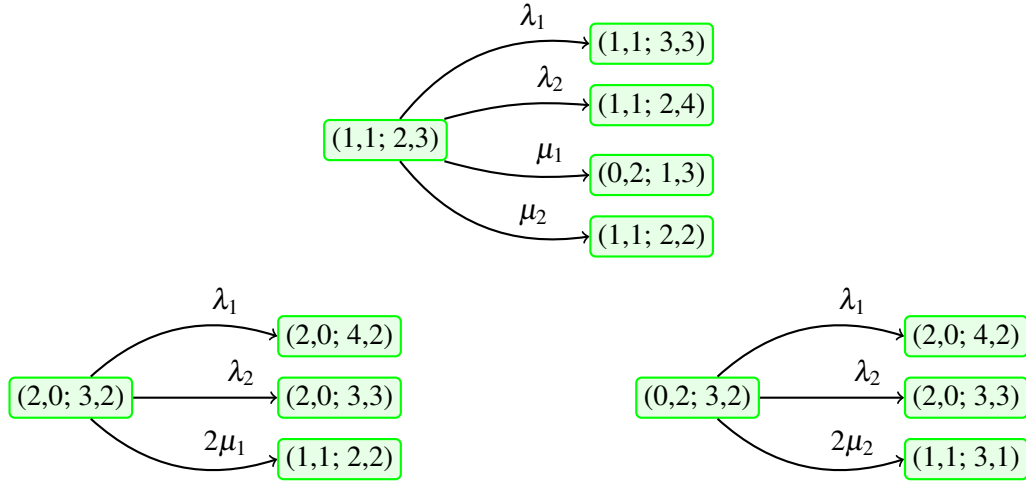 λ₁
(1,1; 3,3)
λ₂
(1,1; 2,4)
(1,1; 2,3)
μ₁
(0,2; 1,3)
μ₂
(1,1; 2,2)
λ₁
(2,0; 4,2)
λ₂
(2,0; 3,2)
(2,0; 3,3)
2μ₁
(1,1; 2,2)
λ₁
(2,0; 4,2)
λ₂
(0,2; 3,2)
(2,0; 3,3)
2μ₂
(1,1; 3,1)